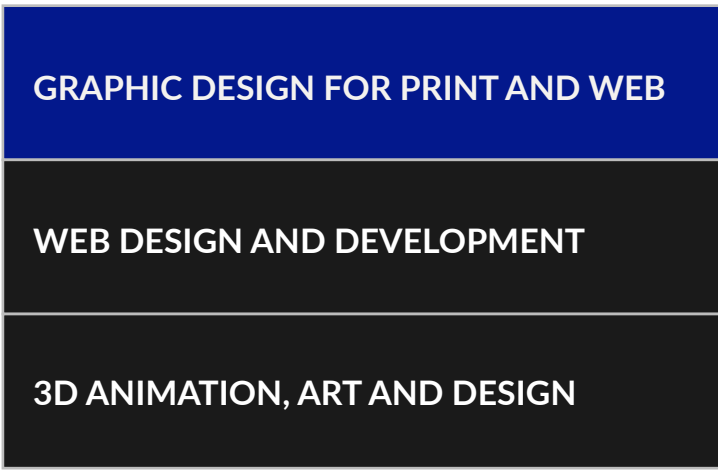 GRAPHIC DESIGN FOR PRINT AND WEB
WEB DESIGN AND DEVELOPMENT
3D ANIMATION, ART AND DESIGN